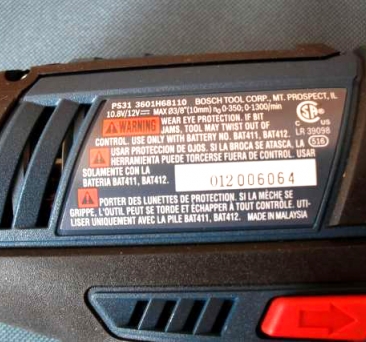 PS31 3601H68110 BOSCH TOOL CORP., MT. PROSPECT, IL
10.8V/12V⎓ MAX Ø3/8"(10mm) n₀ 0-350; 0-1300/min
WARNING WEAR EYE PROTECTION. IF BIT
JAMS, TOOL MAY TWIST OUT OF
CONTROL. USE ONLY WITH BATTERY NO. BAT411, BAT412.
C US
LR 39098
USAR PROTECCION DE OJOS. SI LA BROCA SE ATASCA, LA
HERRAMIENTA PUEDE TORCERSE FUERA DE CONTROL. USAR
SOLAMENTE CON LA
BATERIA BAT411, BAT412.
012006064
PORTER DES LUNETTES DE PROTECTION. SI LA MÈCHE SE
GRIPPE, L'OUTIL PEUT SE TORDE ET ÉCHAPPER À TOUT CONTRÔLE. UTI-
LISER UNIQUEMENT AVEC LA PILE BAT411, BAT412. MADE IN MALAYSIA